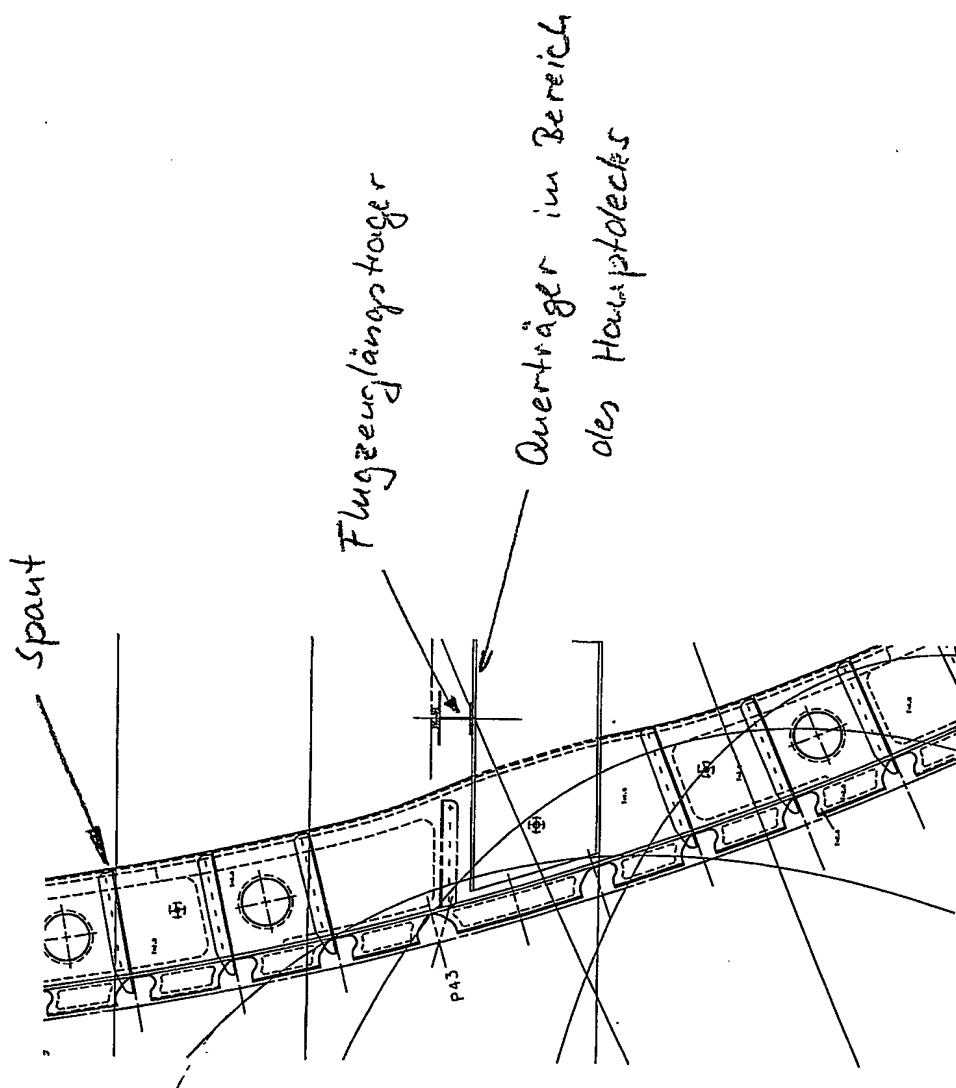 Spant
Flugzeuglängsträger
Querträger im Bereich
des Hauptdecks
P43